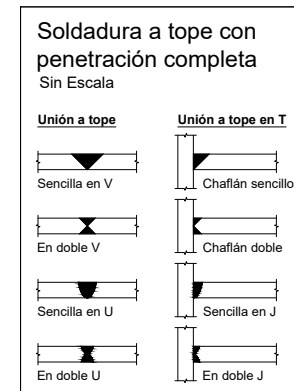 Soldadura a tope con
penetración completa
Sin Escala
Unión a tope
Unión a tope en T
Sencilla en V
Chaflán sencillo
En doble V
Chaflán doble
Sencilla en U
Sencilla en J
En doble U
En doble J